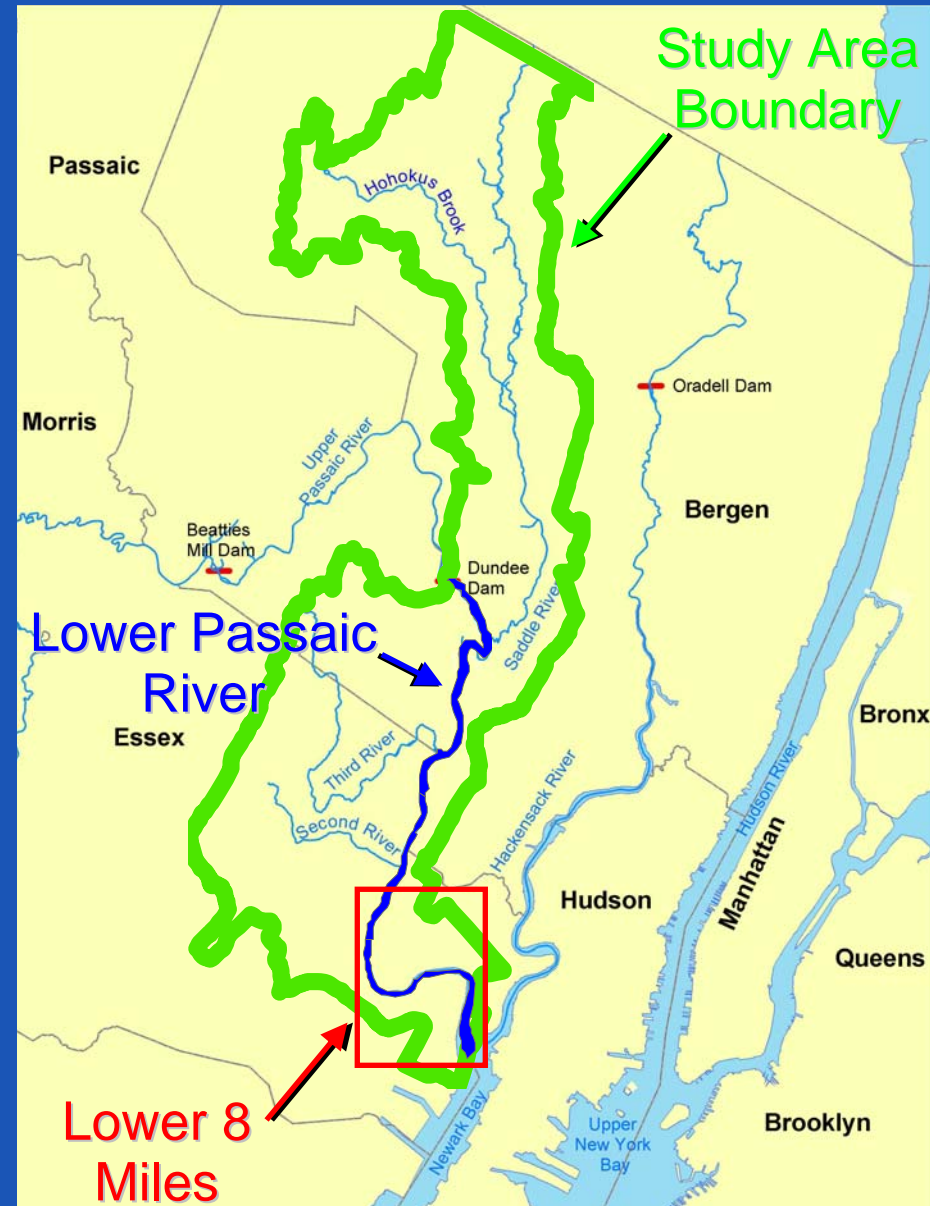 Study Area
Boundary
Passaic
Hohokus Brook
Oradell Dam
Morris
Upper
Passaic River
Bergen
Beatties
Mill Dam
Dundee
Dam
Lower Passaic
River
Saddle River
Essex
Bronx
Third River
Hackensack River
Hudson River
Second River
Manhattan
Hudson
Queens
Lower 8
Miles
Newark Bay
Upper
New York
Bay
Brooklyn